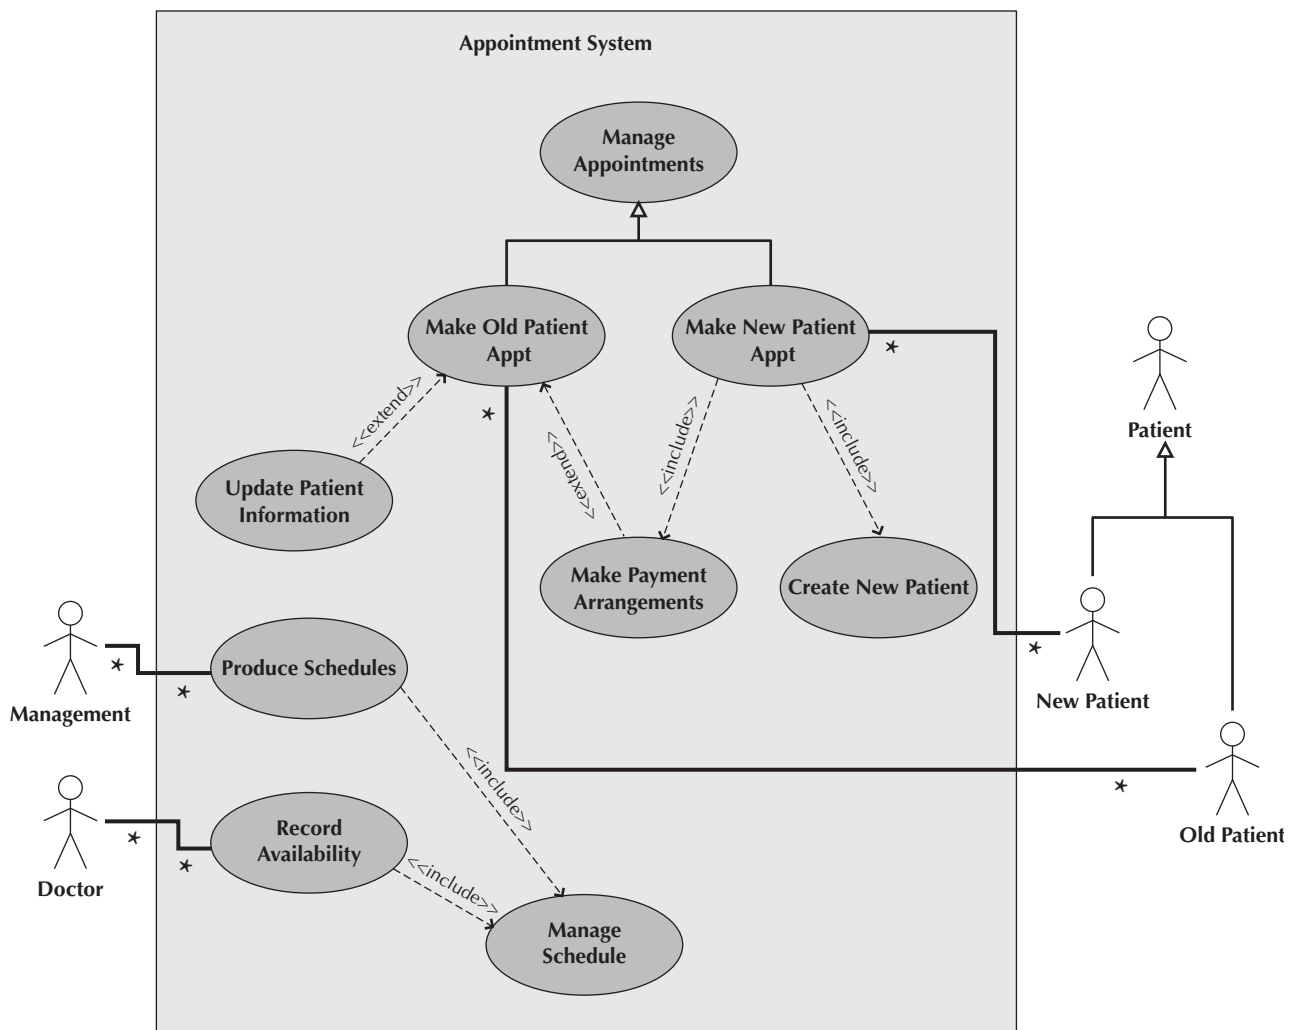 Appointment System
Manage
Appointments
Make Old Patient
Appt
Make New Patient
Appt
*
*
<<extend>>
<<extend>>
<<include>>
<<include>>
Patient
Update Patient
Information
Make Payment
Arrangements
Create New Patient
*
New Patient
Management
*
*
Produce Schedules
<<include>>
*
Old Patient
Doctor
*
*
Record
Availability
<<include>>
Manage
Schedule